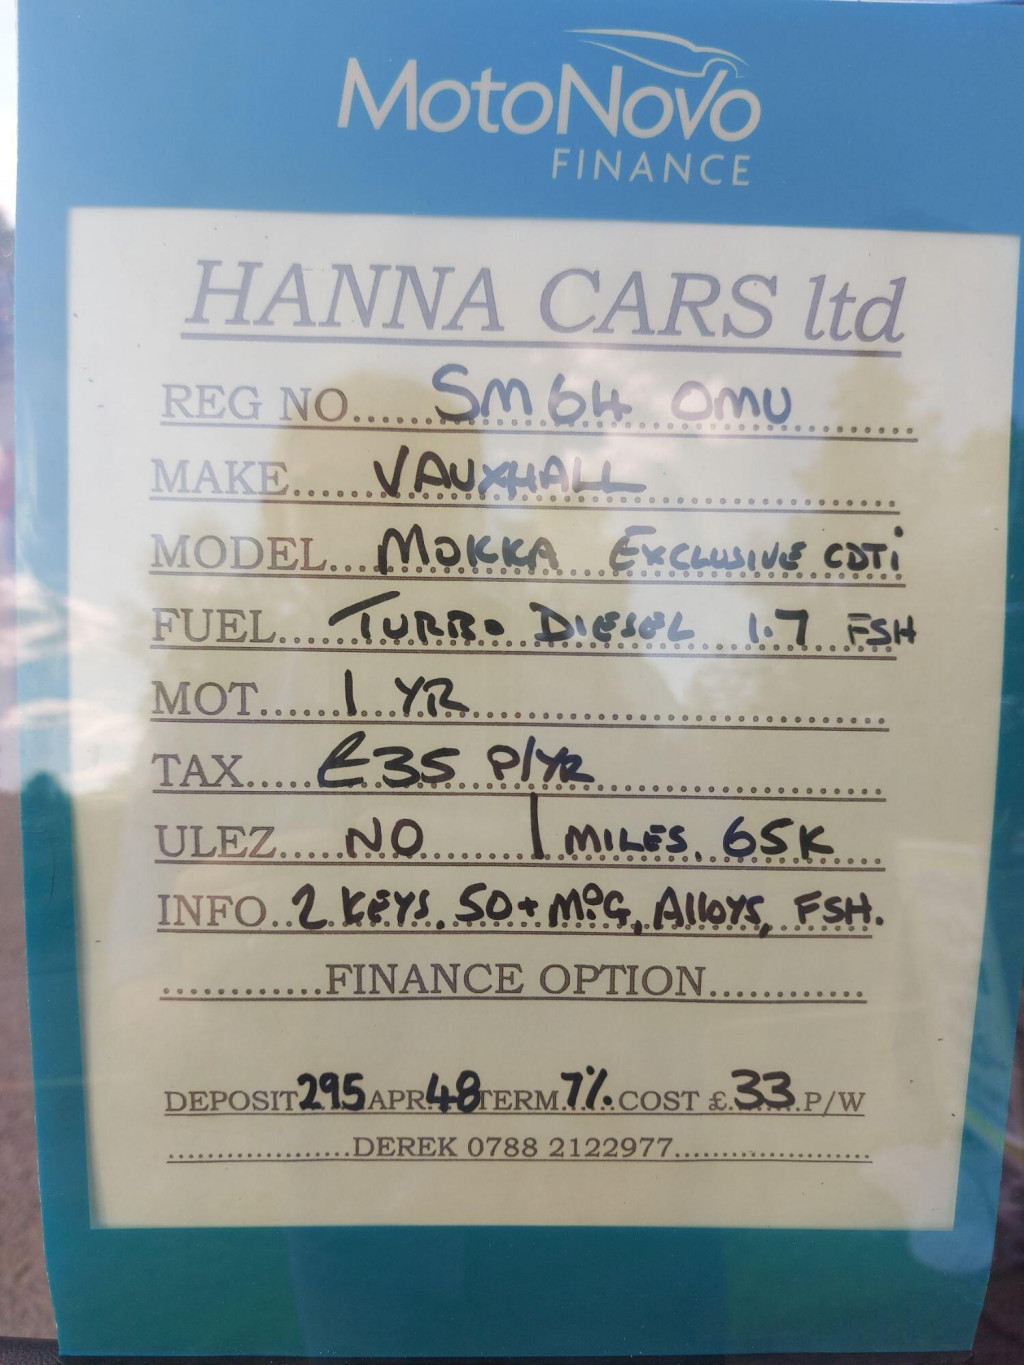 MotoNovo
FINANCE
HANNA CARS ltd
REG NO...... SM64 OMU
MAKE...... VAUXHALL
MODEL... MOKKA EXCLUSIVE CDTi
FUEL.... TURBO DIESEL 1.7 FSH
MOT...... 1 YR
TAX..... £35 P/YR
ULEZ..... NO | MILES. 65K
INFO.. 2 KEYS. 50+ MPG, Alloys, FSH.
............FINANCE OPTION............
DEPOSIT 295 APR. 48 TERM. 7%. COST £. 33 .P/W
...................DEREK 0788 2122977....................